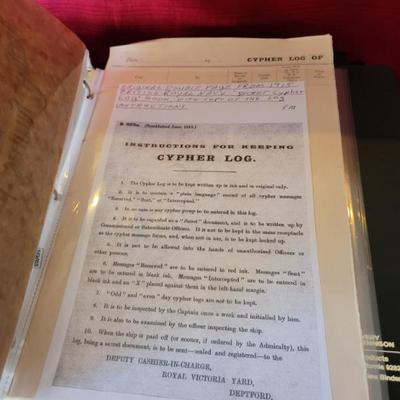 CYPHER LOG OF
ORIGINAL DOUBLE PAGE FROM 1915
BRITISH ROYAL NAVY SECRET Cypher
LOG BOOK WITH COPY OF THE LOG
INSTRUCTIONS
(Established June, 1915.)
INSTRUCTIONS FOR KEEPING
CYPHER LOG.
1. The Cypher Log is to be kept written up in ink and in original only.
2. It is to contain a "plain language" record of all cypher messages
"Received," "Sent," or "Intercepted."
3. In no case is any cypher group to be entered in this log.
4. It is to be regarded as a "Secret" document, and is to be written up by
Commissioned or Subordinate Officers. It is not to be kept in the same receptacle
as the cypher message forms, and, when not in use, is to be kept locked up.
5. It is not to be allowed into the hands of unauthorised Officers or
other persons.
6. Messages "Received" are to be entered in red ink. Messages "Sent"
are to be entered in black ink. Messages "Intercepted" are to be entered in
black ink and an "X" placed against them in the left-hand margin.
7. "Odd" and "even" day cypher logs are not to be kept.
8. It is to be inspected by the Captain once a week and initialled by him.
9. It is also to be examined by the officer inspecting the ship.
10. When the ship is paid off (or sooner, if ordered by the Admiralty), this
log, being a secret document, is to be sent—sealed and registered—to the
DEPUTY CASHIER-IN-CHARGE,
ROYAL VICTORIA YARD,
DEPTFORD.